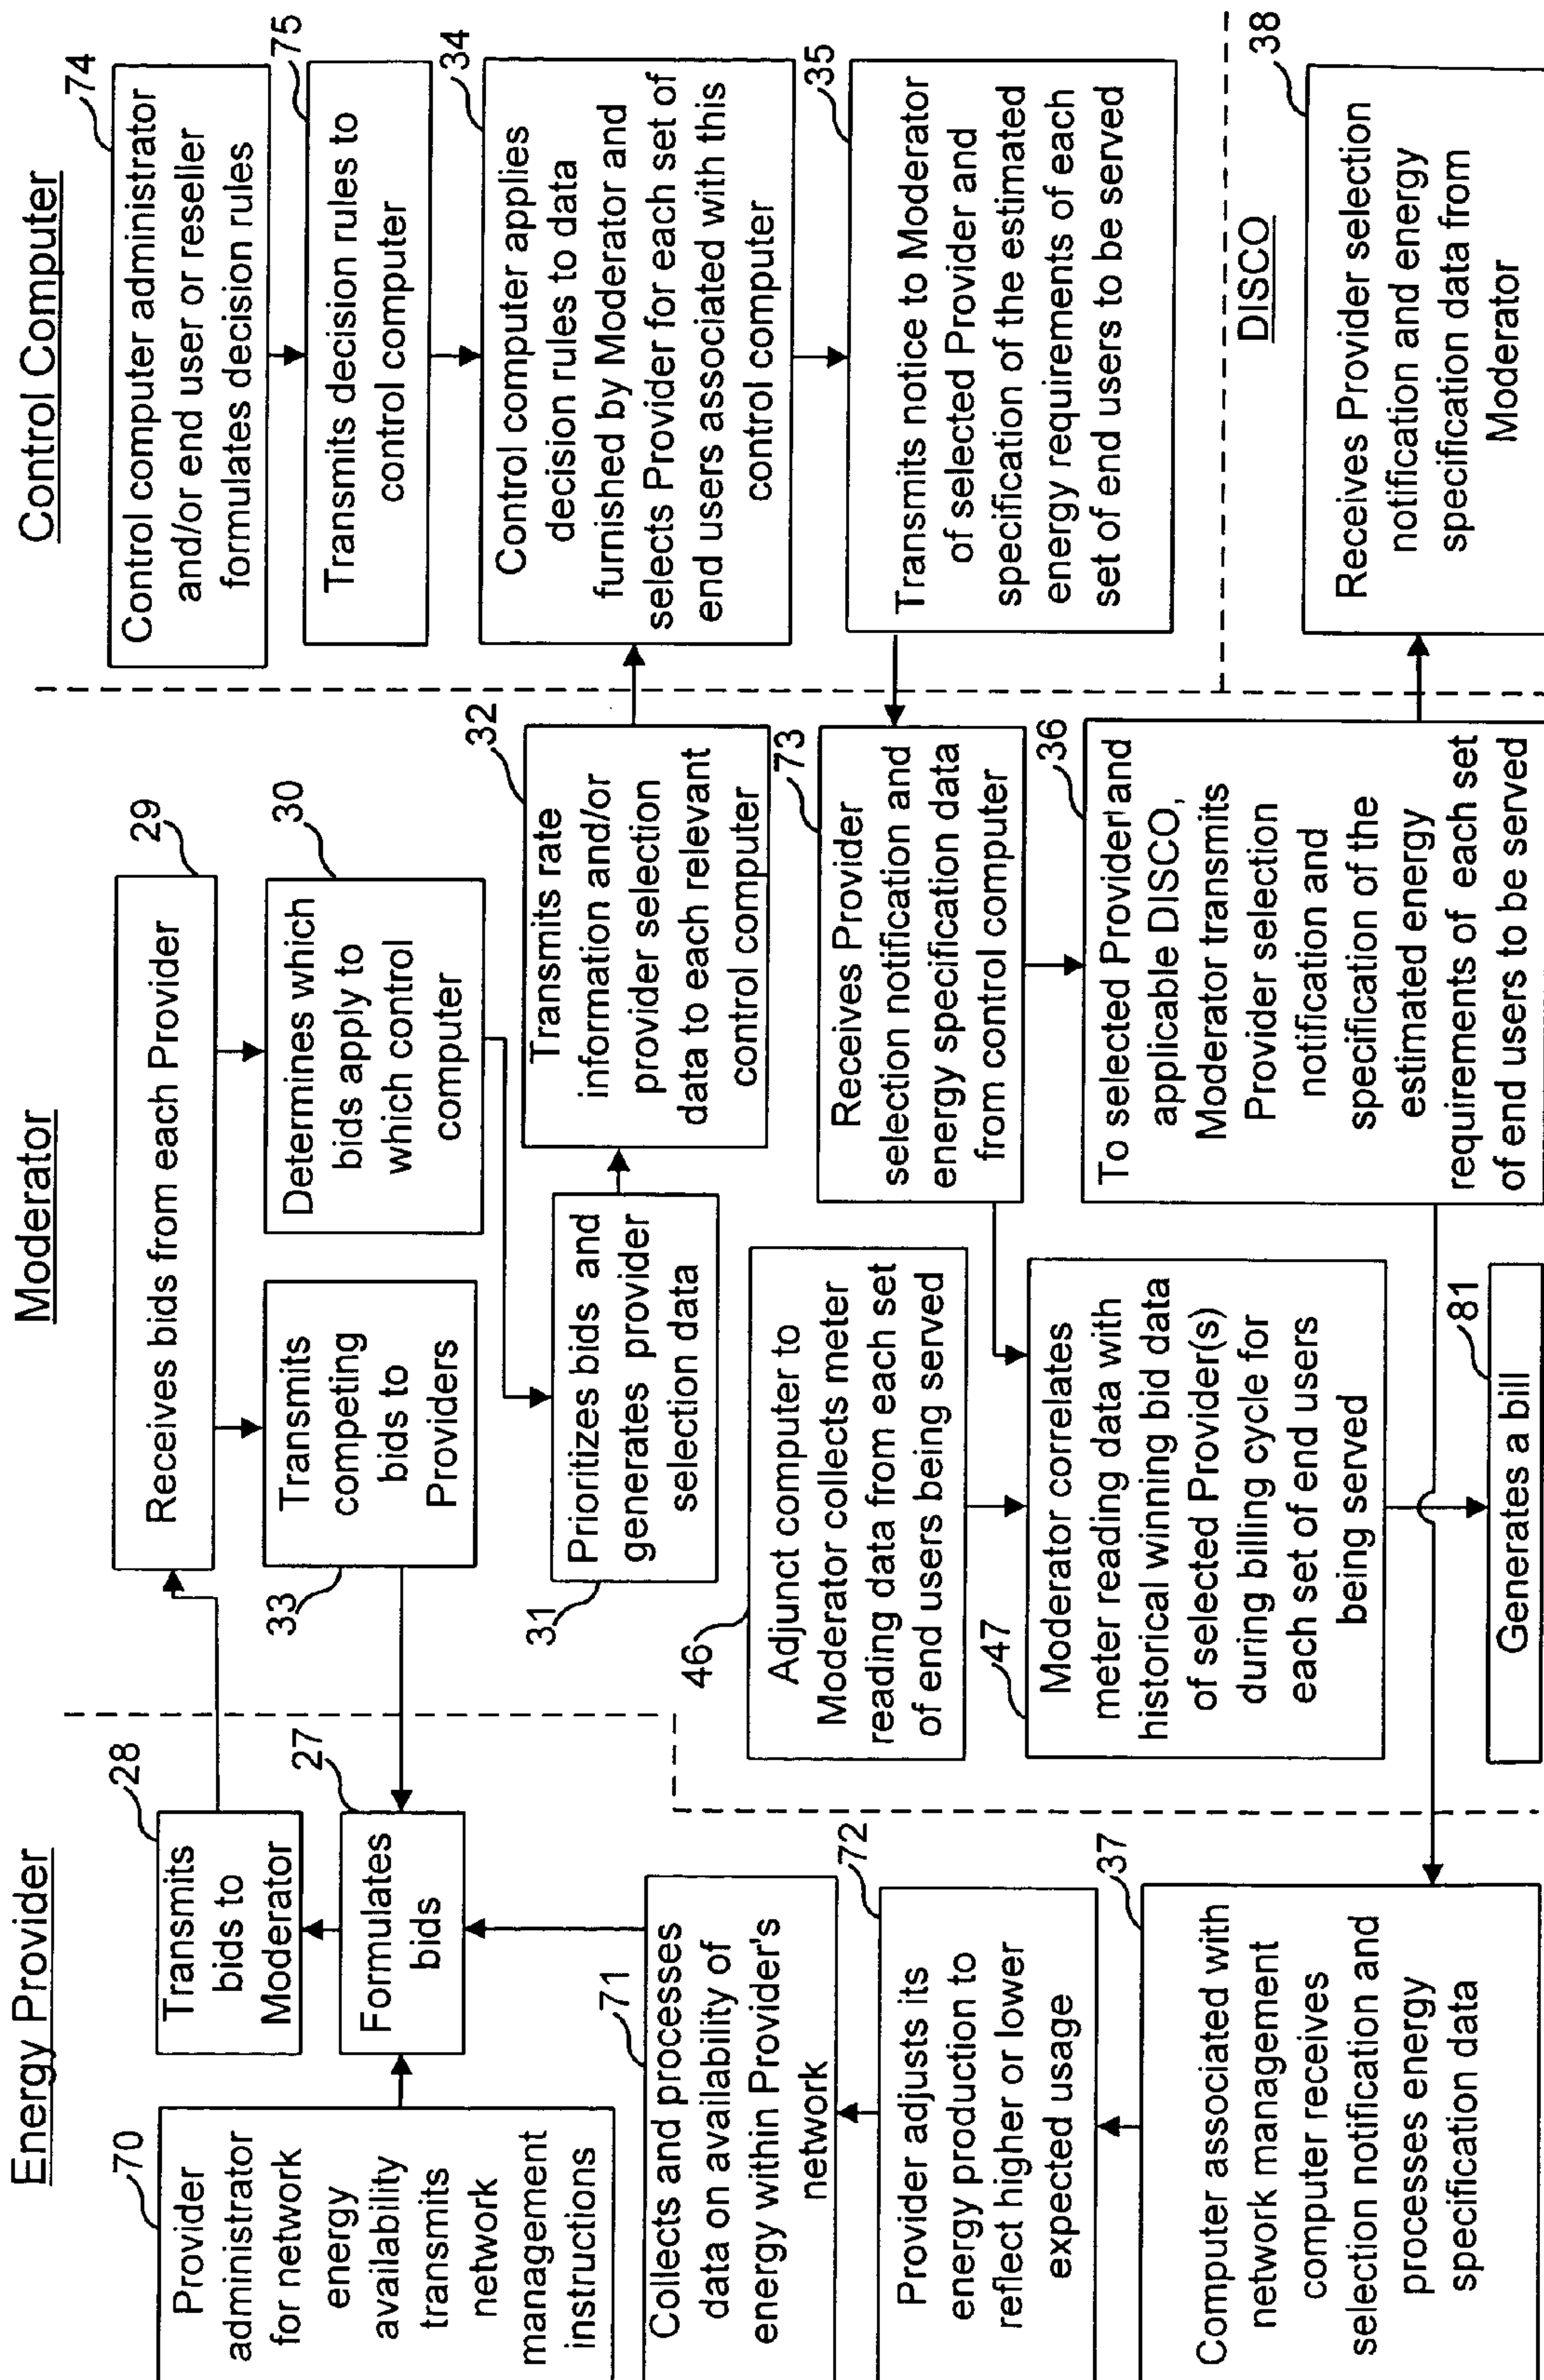 Energy Provider
70
Provider
administrator
for network
energy
availability
transmits
network
management
instructions
28
Transmits
bids to
Moderator
27
Formulates
bids
71
Collects and processes
data on availability of
energy within Provider's
network
72
Provider adjusts its
energy production to
reflect higher or lower
expected usage
37
Computer associated with
network management
computer receives
selection notification and
processes energy
specification data
Moderator
29
Receives bids from each Provider
33
Transmits
competing
bids to
Providers
30
Determines which
bids apply to
which control
computer
31
Prioritizes bids and
generates provider
selection data
32
Transmits rate
information and/or
provider selection
data to each relevant
control computer
46
Adjunct computer to
Moderator collects meter
reading data from each set
of end users being served
73
Receives Provider
selection notification and
energy specification data
from control computer
47
Moderator correlates
meter reading data with
historical winning bid data
of selected Provider(s)
during billing cycle for
each set of end users
being served
36
To selected Provider and
applicable DISCO,
Moderator transmits
Provider selection
notification and
specification of the
estimated energy
requirements of each set
of end users to be served
81
Generates a bill
Control Computer
74
Control computer administrator
and/or end user or reseller
formulates decision rules
75
Transmits decision rules to
control computer
34
Control computer applies
decision rules to data
furnished by Moderator and
selects Provider for each set of
end users associated with this
control computer
35
Transmits notice to Moderator
of selected Provider and
specification of the estimated
energy requirements of each
set of end users to be served
DISCO
38
Receives Provider selection
notification and energy
specification data from
Moderator